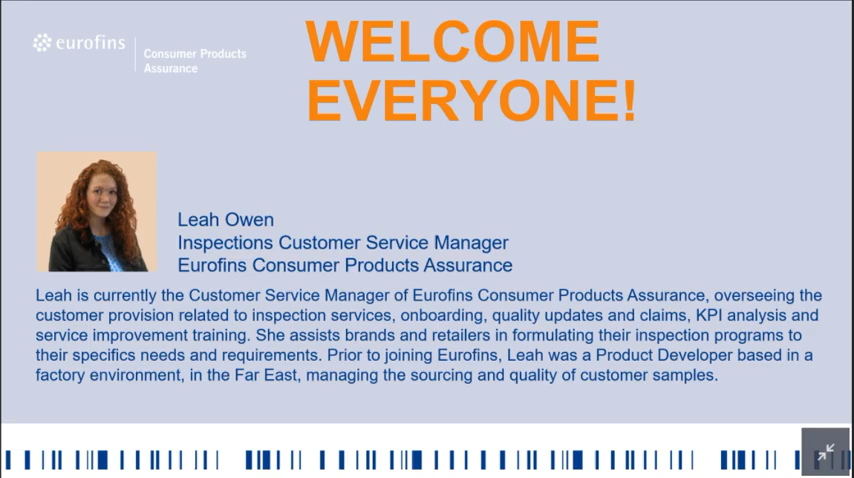 eurofins
Consumer Products
Assurance
WELCOME
EVERYONE!
Leah Owen
Inspections Customer Service Manager
Eurofins Consumer Products Assurance
Leah is currently the Customer Service Manager of Eurofins Consumer Products Assurance, overseeing the
customer provision related to inspection services, onboarding, quality updates and claims, KPI analysis and
service improvement training. She assists brands and retailers in formulating their inspection programs to
their specifics needs and requirements. Prior to joining Eurofins, Leah was a Product Developer based in a
factory environment, in the Far East, managing the sourcing and quality of customer samples.